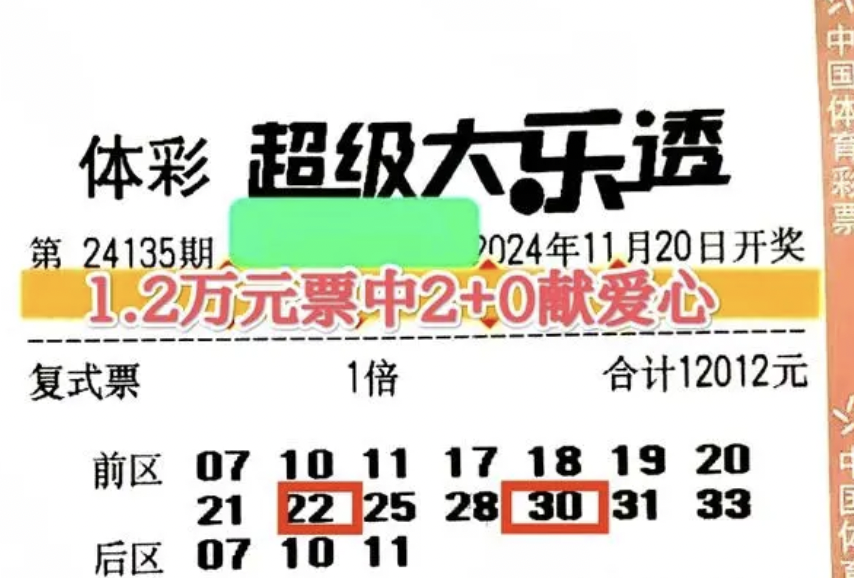 体彩 超级大乐透
第 24135期 2024年11月20日开奖
1.2万元票中2+0献爱心
复式票 1倍 合计12012元
前区 07 10 11 17 18 19 20
21 22 25 28 30 31 33
后区 07 10 11
中国体育彩票
中国体育